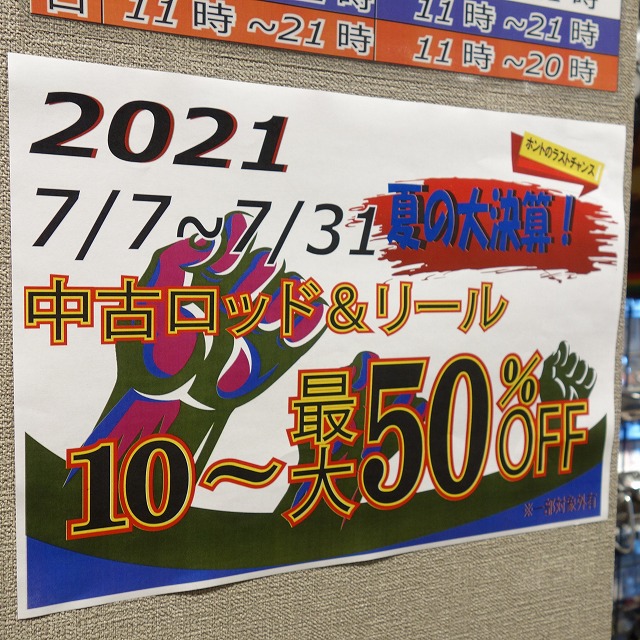 日 11時～21時 11時～21時
11時～20時
2021
ホントのラストチャンス
7/7～7/31
夏の大決算！
中古ロッド&リール
10～最大50%OFF
※一部対象外有